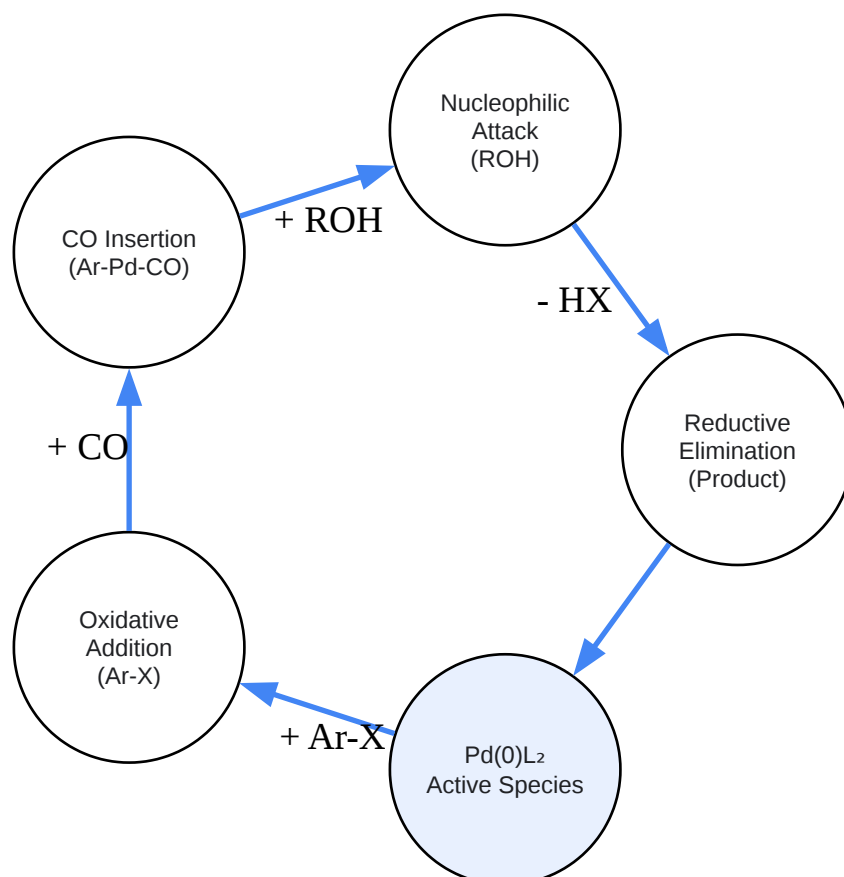 Nucleophilic
Attack
(ROH)
CO Insertion
(Ar-Pd-CO)
+ ROH
- HX
Reductive
Elimination
(Product)
+ CO
Oxidative
Addition
(Ar-X)
+ Ar-X
Pd(0)L₂
Active Species